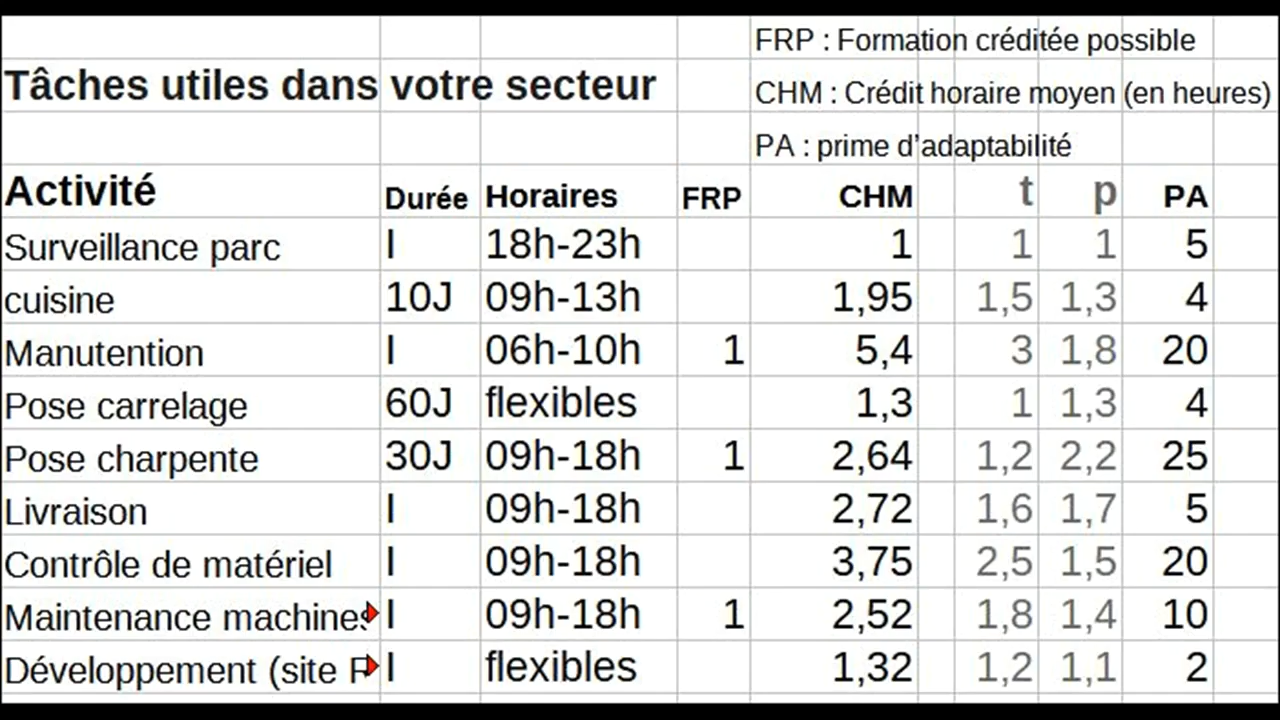 FRP : Formation créditée possible
Tâches utiles dans votre secteur
CHM : Crédit horaire moyen (en heures)
PA : prime d’adaptabilité
Activité Durée Horaires FRP CHM t p PA
Surveillance parc I 18h-23h 1 1 1 5
cuisine 10J 09h-13h 1,95 1,5 1,3 4
Manutention I 06h-10h 1 5,4 3 1,8 20
Pose carrelage 60J flexibles 1,3 1 1,3 4
Pose charpente 30J 09h-18h 1 2,64 1,2 2,2 25
Livraison I 09h-18h 2,72 1,6 1,7 5
Contrôle de matériel I 09h-18h 3,75 2,5 1,5 20
Maintenance machines I 09h-18h 1 2,52 1,8 1,4 10
Développement (site I flexibles 1,32 1,2 1,1 2